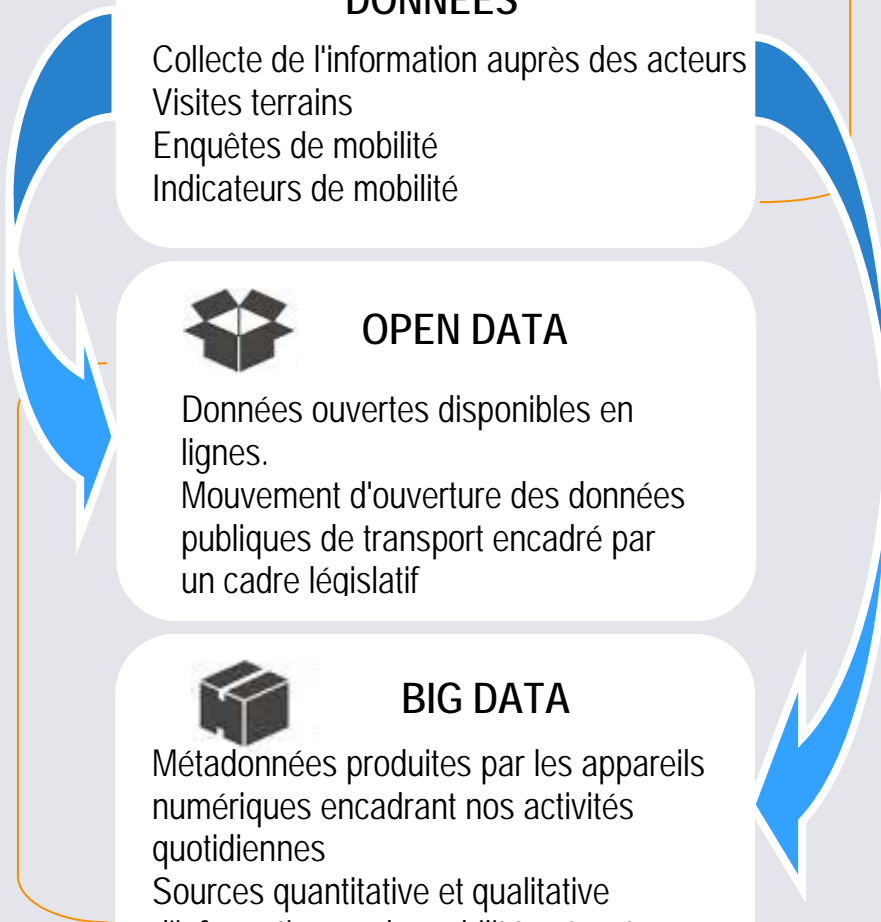 DONNÉES
Collecte de l'information auprès des acteurs
Visites terrains
Enquêtes de mobilité
Indicateurs de mobilité
OPEN DATA
Données ouvertes disponibles en
lignes.
Mouvement d'ouverture des données
publiques de transport encadré par
un cadre législatif
BIG DATA
Métadonnées produites par les appareils
numériques encadrant nos activités
quotidiennes
Sources quantitative et qualitative